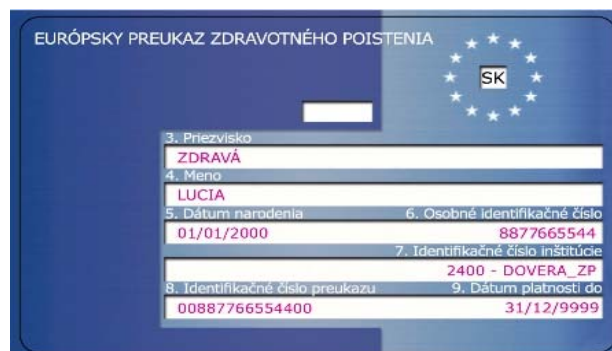 EURÓPSKY PREUKAZ ZDRAVOTNÉHO POISTENIA
SK
3. Priezvisko
ZDRAVÁ
4. Meno
LUCIA
5. Dátum narodenia 6. Osobné identifikačné číslo
01/01/2000 8877665544
7. Identifikačné číslo inštitúcie
2400 - DOVERA_ZP
8. Identifikačné číslo preukazu 9. Dátum platnosti do
00887766554400 31/12/9999